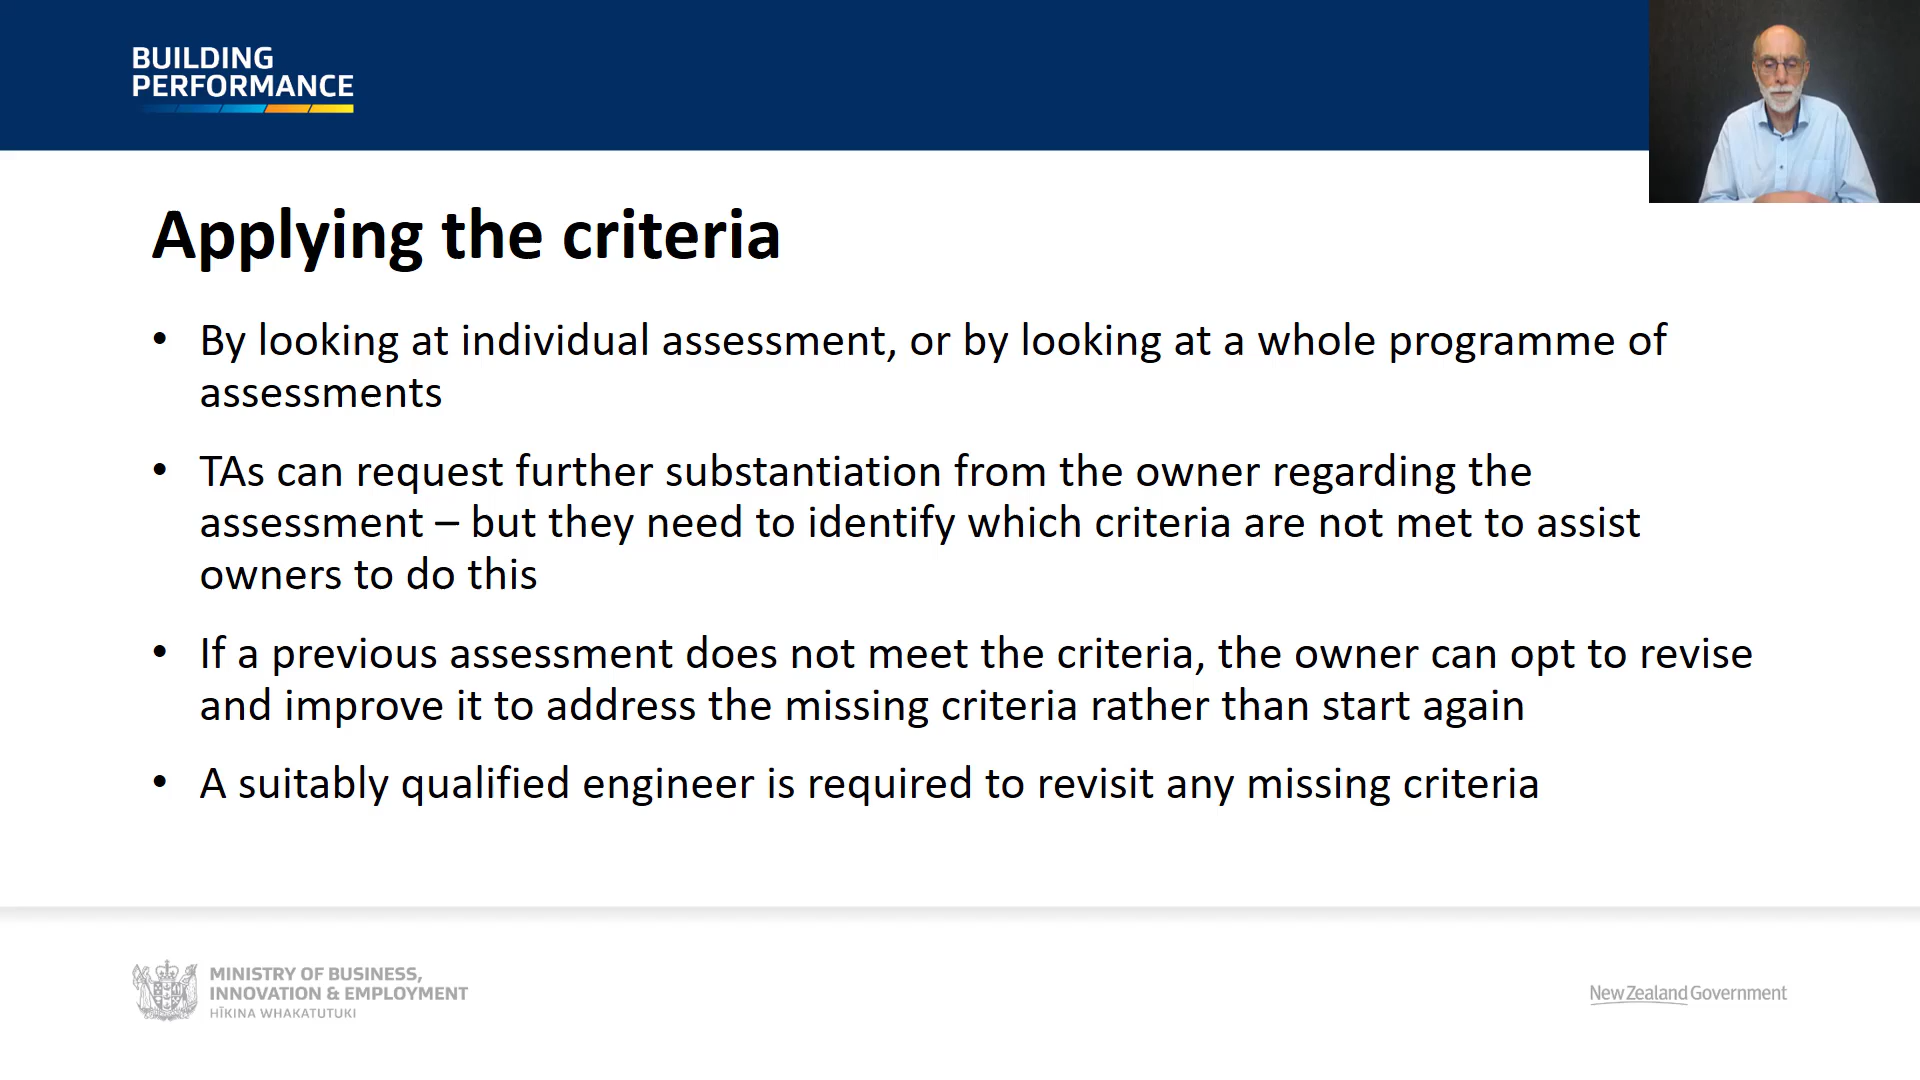 BUILDING
PERFORMANCE
Applying the criteria
• By looking at individual assessment, or by looking at a whole programme of
assessments
• TAs can request further substantiation from the owner regarding the
assessment – but they need to identify which criteria are not met to assist
owners to do this
• If a previous assessment does not meet the criteria, the owner can opt to revise
and improve it to address the missing criteria rather than start again
• A suitably qualified engineer is required to revisit any missing criteria
MINISTRY OF BUSINESS,
INNOVATION & EMPLOYMENT
HĪKINA WHAKATUTUKI
New Zealand Government